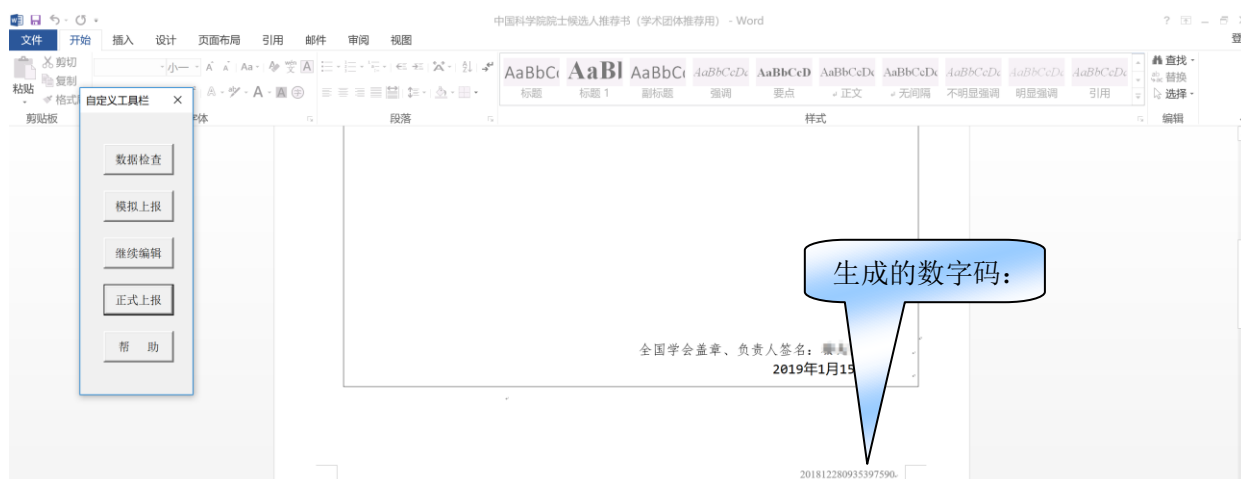 中国科学院院士候选人推荐书（学术团体推荐用） - Word
文件 开始 插入 设计 页面布局 引用 邮件 审阅 视图
剪切
复制
格式
粘贴
剪贴板
小一
Aa
体
段落
AaBbCc AaBl AaBbCc AaBbCcDc AaBbCcD AaBbCcDc AaBbCcDc AaBbCcDc AaBbCcDc AaBbCcDc
标题 标题 1 副标题 强调 要点 正文 无间隔 不明显强调 明显强调 引用
样式
查找
替换
选择
编辑
自定义工具栏 ×
数据检查
模拟上报
继续编辑
正式上报
帮 助
生成的数字码：
全国学会盖章、负责人签名：
2019年1月15
201812280935397590